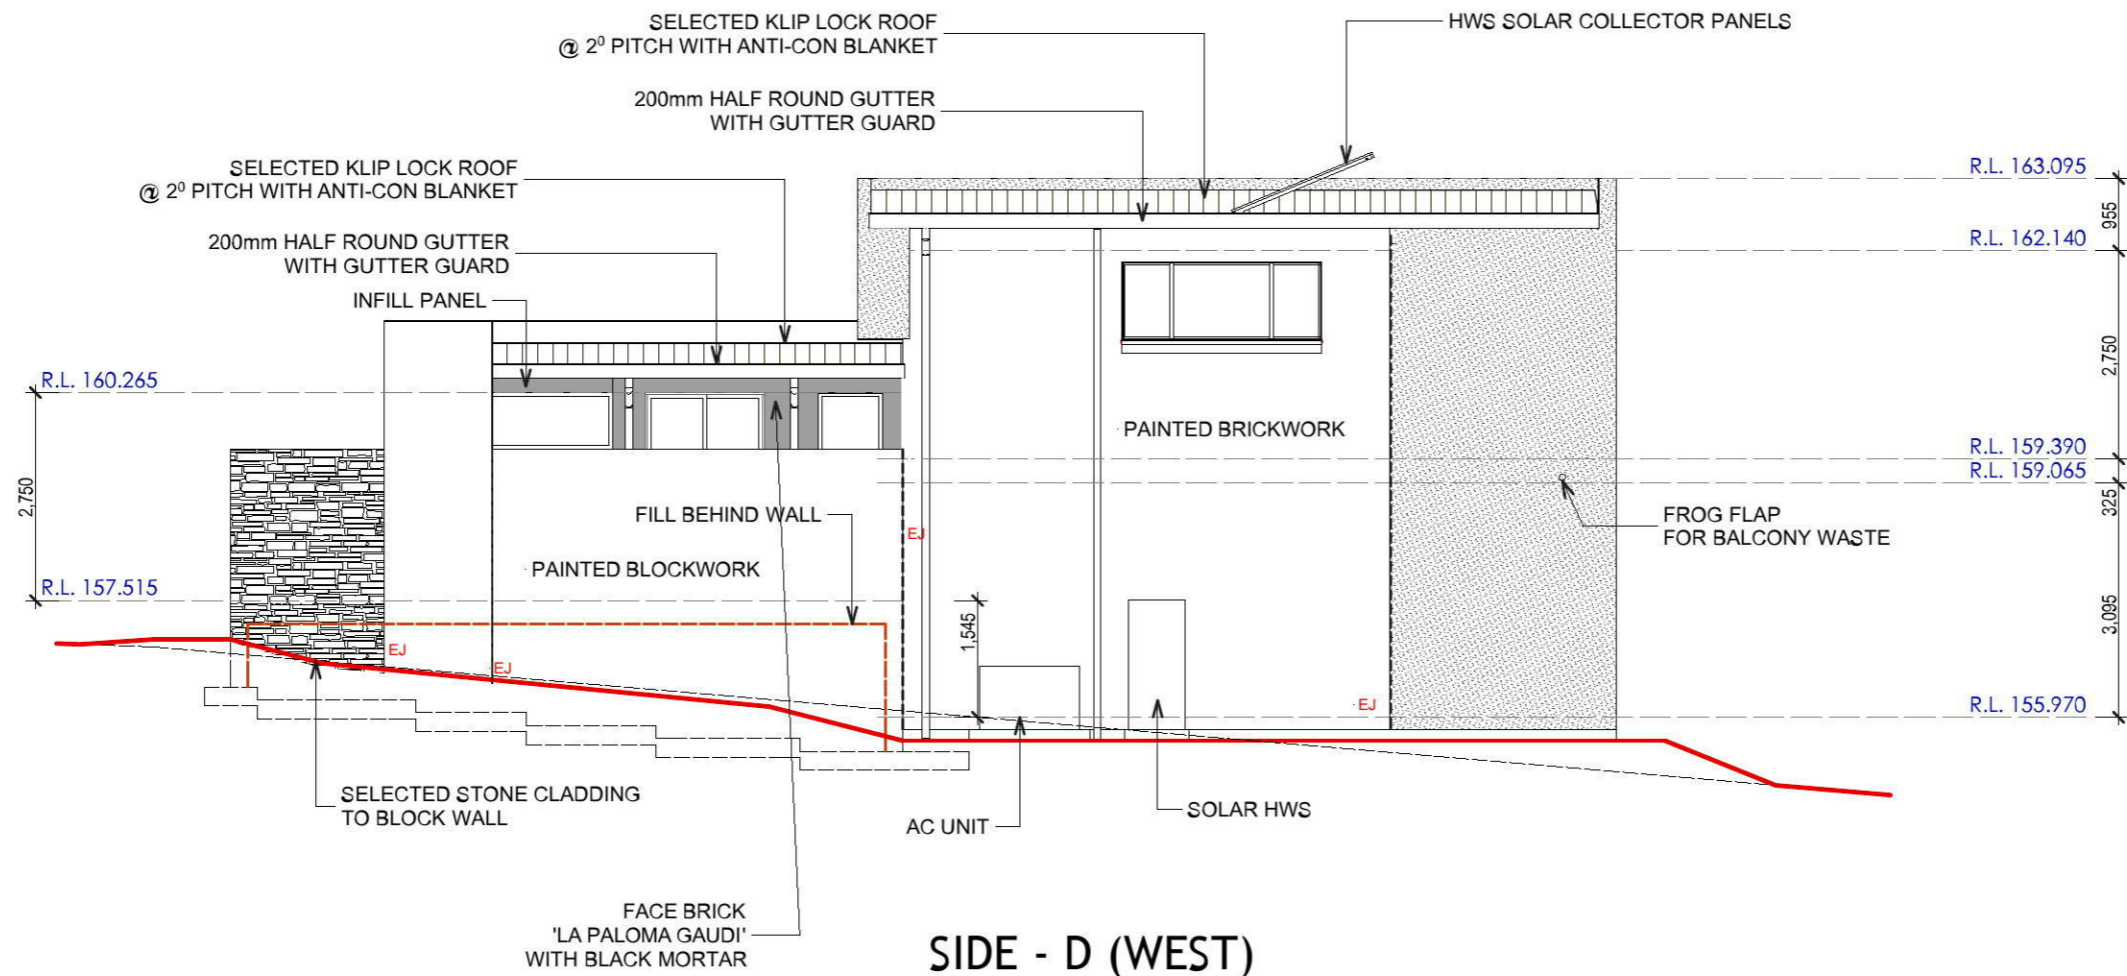 SELECTED KLIP LOCK ROOF
@ 2⁰ PITCH WITH ANTI-CON BLANKET
HWS SOLAR COLLECTOR PANELS
200mm HALF ROUND GUTTER
WITH GUTTER GUARD
SELECTED KLIP LOCK ROOF
@ 2⁰ PITCH WITH ANTI-CON BLANKET
R.L. 163.095
955
200mm HALF ROUND GUTTER
WITH GUTTER GUARD
R.L. 162.140
INFILL PANEL
2,750
R.L. 160.265
PAINTED BRICKWORK
R.L. 159.390
R.L. 159.065
325
2,750
FILL BEHIND WALL
EJ
FROG FLAP
FOR BALCONY WASTE
PAINTED BLOCKWORK
R.L. 157.515
1,545
3,095
EJ
EJ
EJ
R.L. 155.970
SELECTED STONE CLADDING
TO BLOCK WALL
AC UNIT
SOLAR HWS
FACE BRICK
'LA PALOMA GAUDI'
WITH BLACK MORTAR
SIDE - D (WEST)